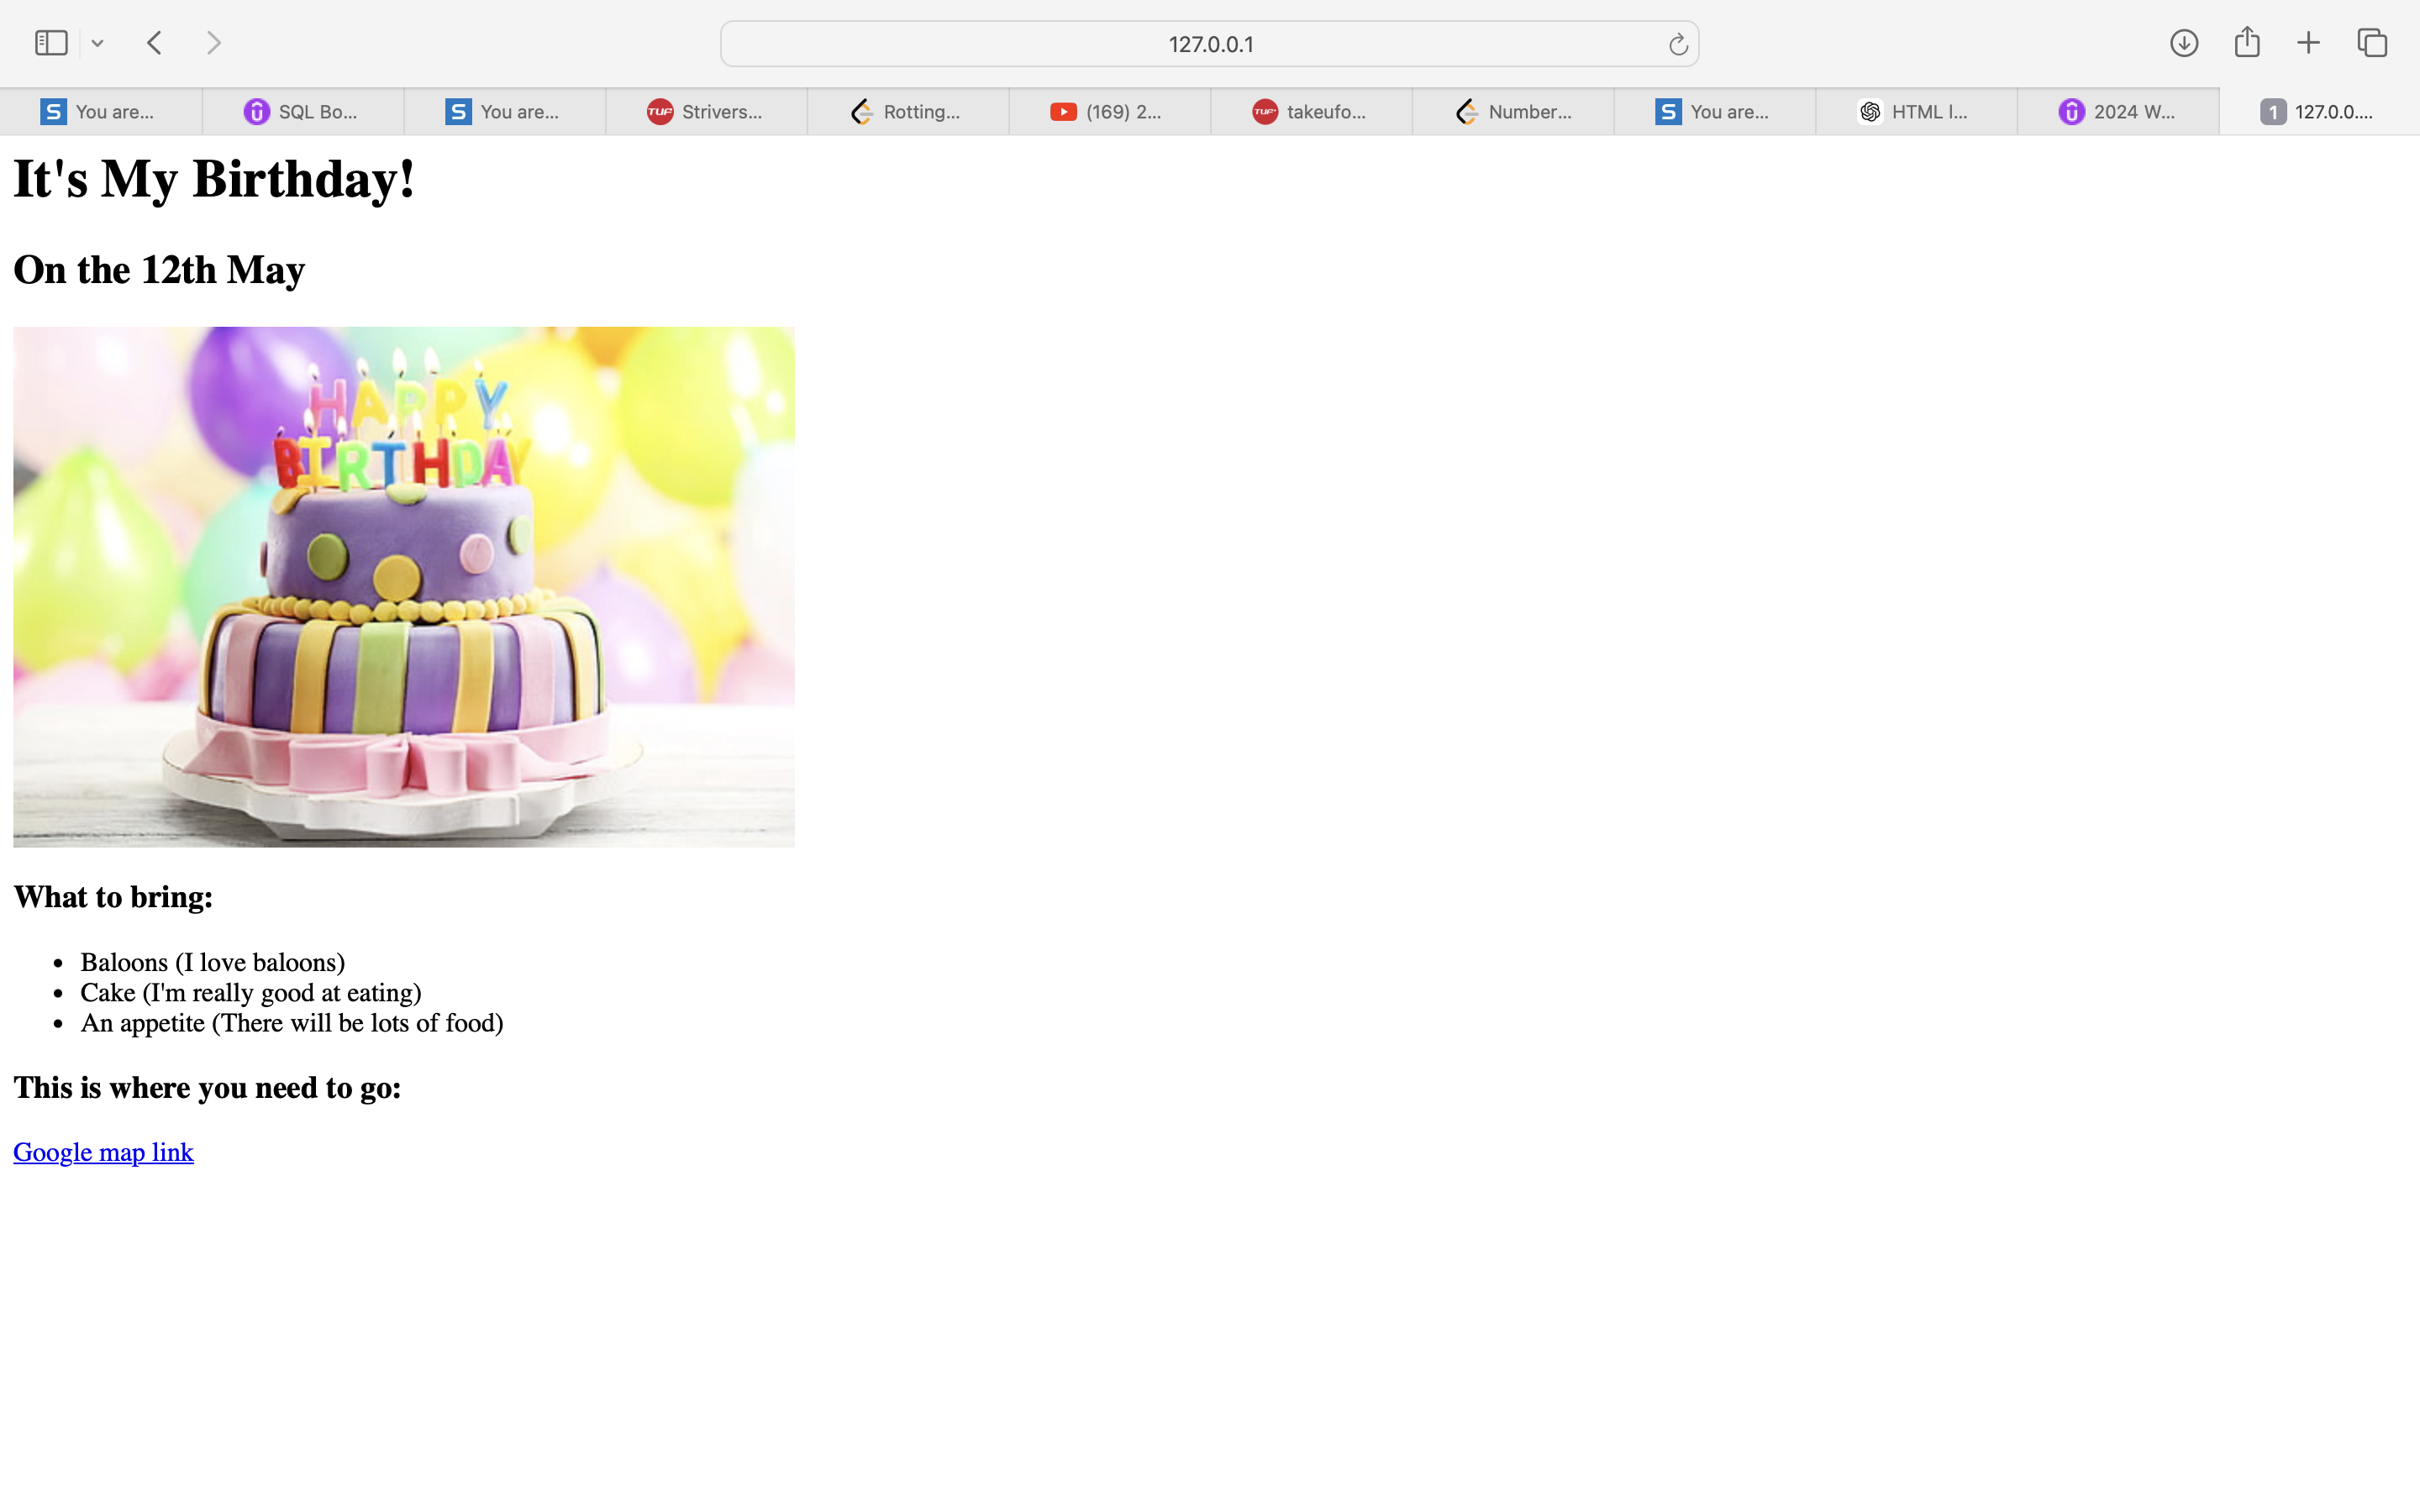 127.0.0.1
You are...
SQL Bo...
You are...
TUF Strivers...
Rotting...
(169) 2...
TUF takeufo...
Number...
You are...
HTML I...
2024 W...
1 127.0.0....
It's My Birthday!
On the 12th May
HAPPY
BIRTHDAY
What to bring:
• Baloons (I love baloons)
• Cake (I'm really good at eating)
• An appetite (There will be lots of food)
This is where you need to go:
Google map link